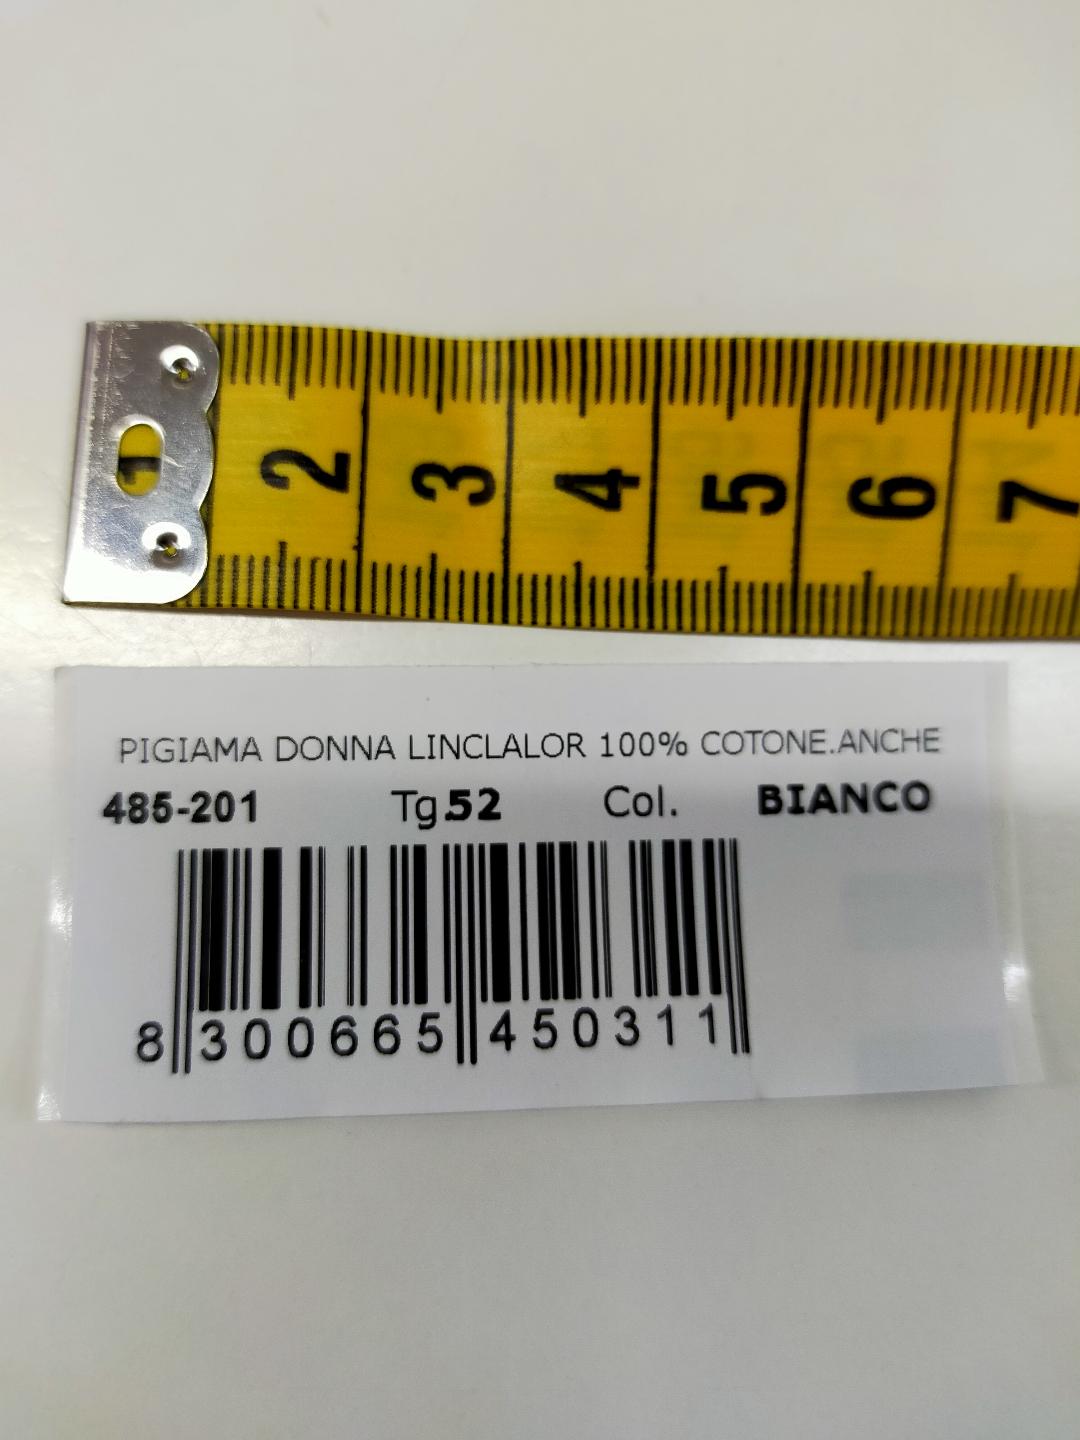 1 2 3 4 5 6 7
PIGIAMA DONNA LINCLALOR 100% COTONE.ANCHE
485-201 Tg.52 Col. BIANCO
8 300665 450311